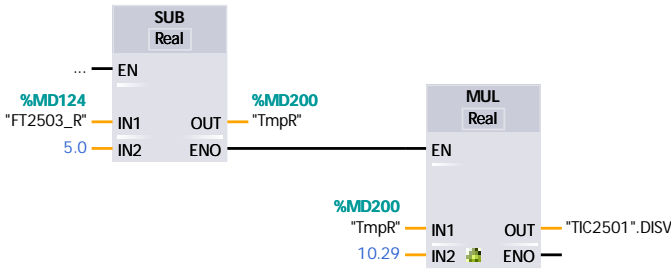 SUB
Real
... EN
%MD124 %MD200
"FT2503_R" IN1 OUT "TmpR"
5.0 IN2 ENO
MUL
Real
EN
%MD200
"TmpR" IN1 OUT "TIC2501".DISV
10.29 IN2 ENO